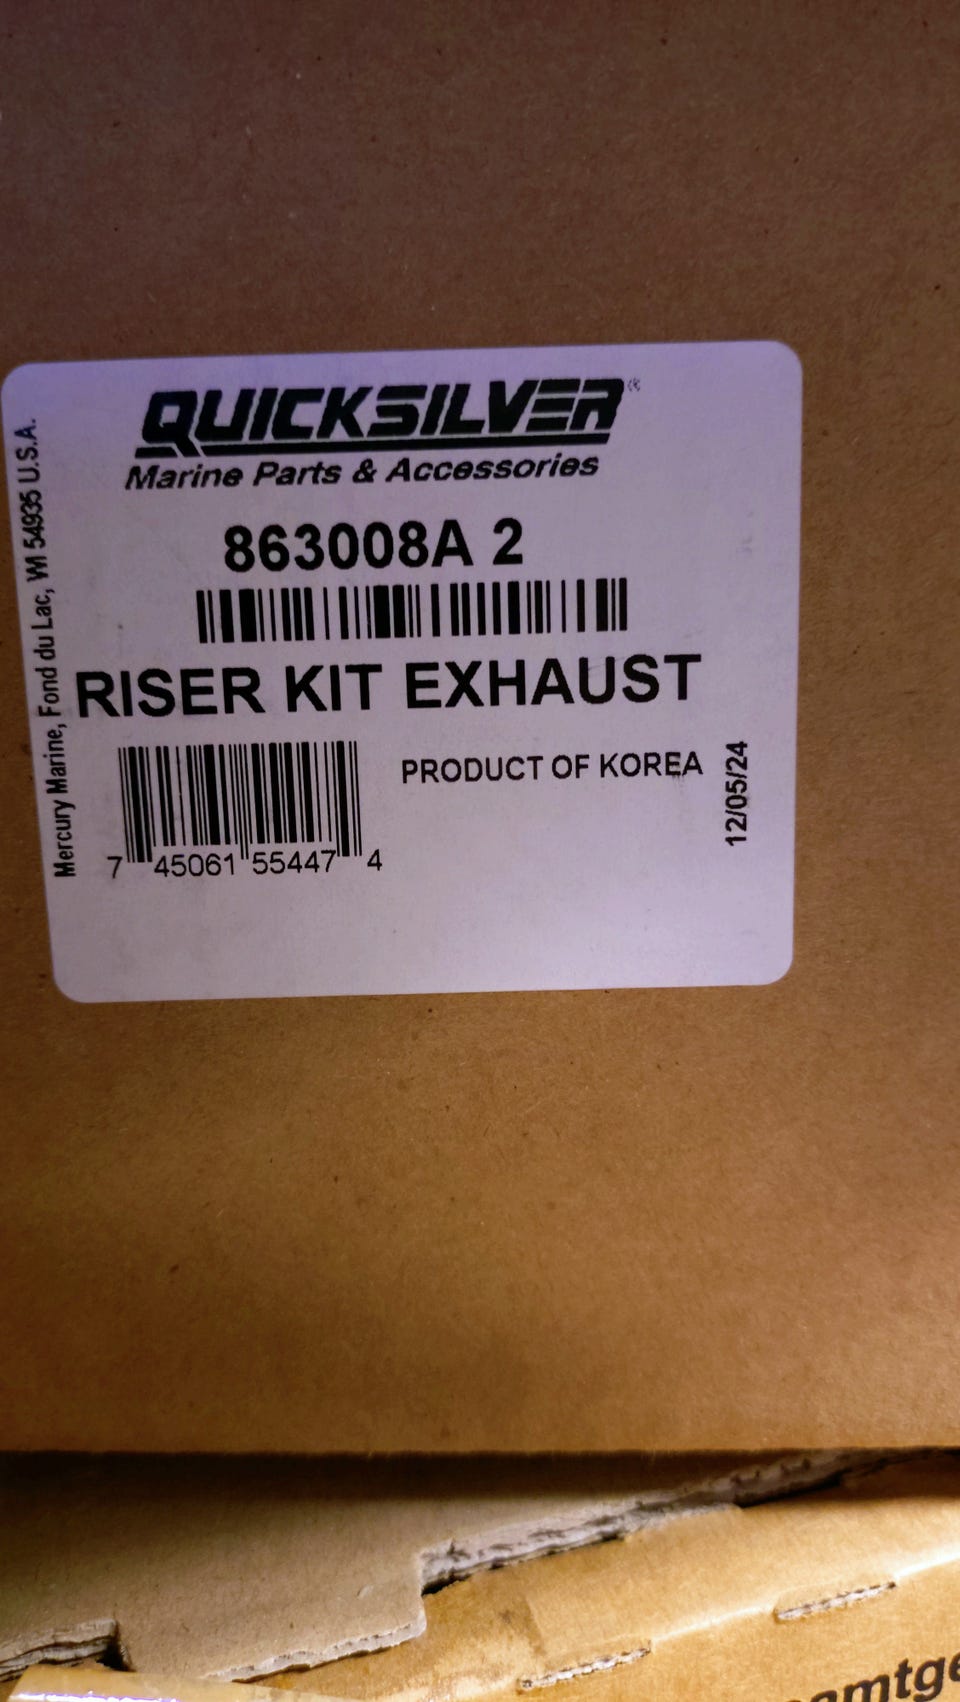 QUICKSILVER®
Marine Parts & Accessories
863008A 2
RISER KIT EXHAUST
PRODUCT OF KOREA
7 45061 55447 4
12/05/24
Mercury Marine, Fond du Lac, WI 54935 U.S.A.